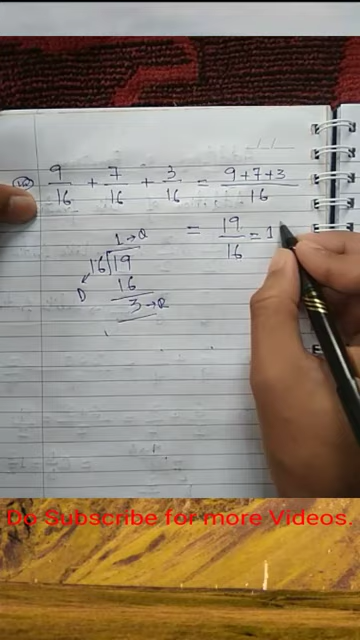 9/16 + 7/16 + 3/16 = 9+7+3/16
= 19/16 = 1
1→Q
16)19
D 16
3→R
Do Subscribe for more Videos.